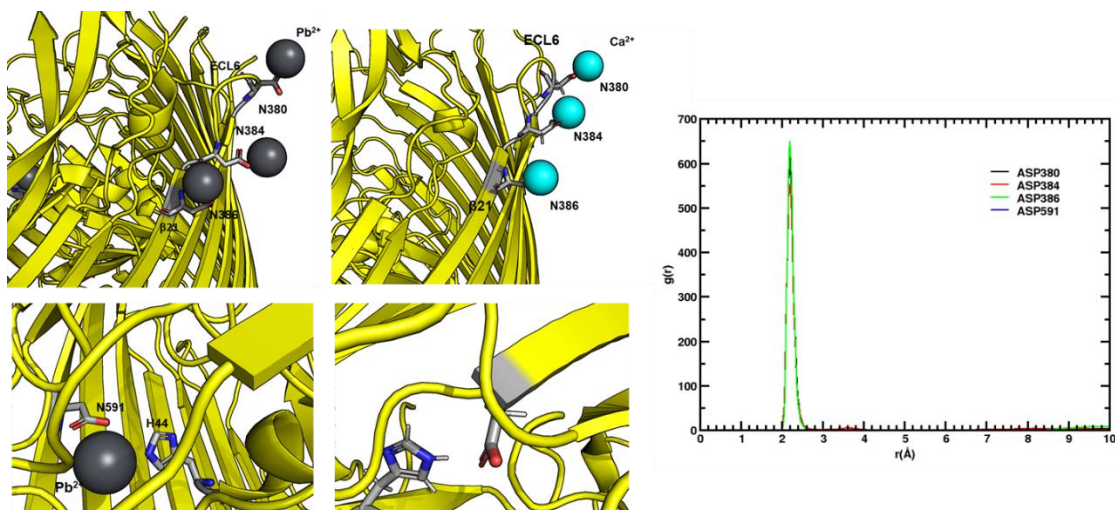 Pb²⁺
ECL6
N380
N384
N386
β21
ECL6
Ca²⁺
N380
N384
N386
β21
N591
H44
Pb²⁺
700
600
500
400
300
200
100
0
g(r)
ASP380
ASP384
ASP386
ASP591
0 1 2 3 4 5 6 7 8 9 10
r(Å)